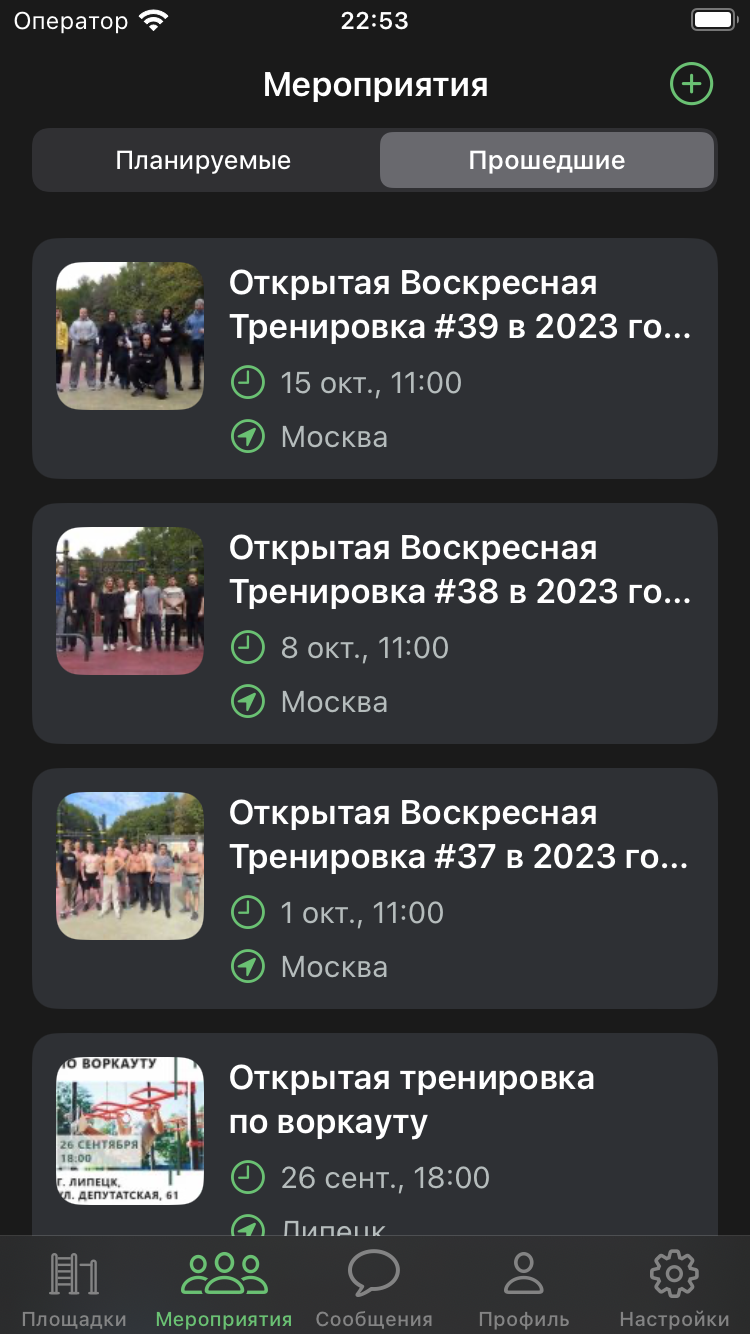 Оператор 22:53
Мероприятия
Планируемые Прошедшие
Открытая Воскресная
Тренировка #39 в 2023 го...
15 окт., 11:00
Москва
Открытая Воскресная
Тренировка #38 в 2023 го...
8 окт., 11:00
Москва
Открытая Воскресная
Тренировка #37 в 2023 го...
1 окт., 11:00
Москва
ПО ВОРКАУТУ
26 СЕНТЯБРЯ
18:00
Г. ЛИПЕЦК,
УЛ. ДЕПУТАТСКАЯ, 61
Открытая тренировка
по воркауту
26 сент., 18:00
Липецк
Площадки Мероприятия Сообщения Профиль Настройки